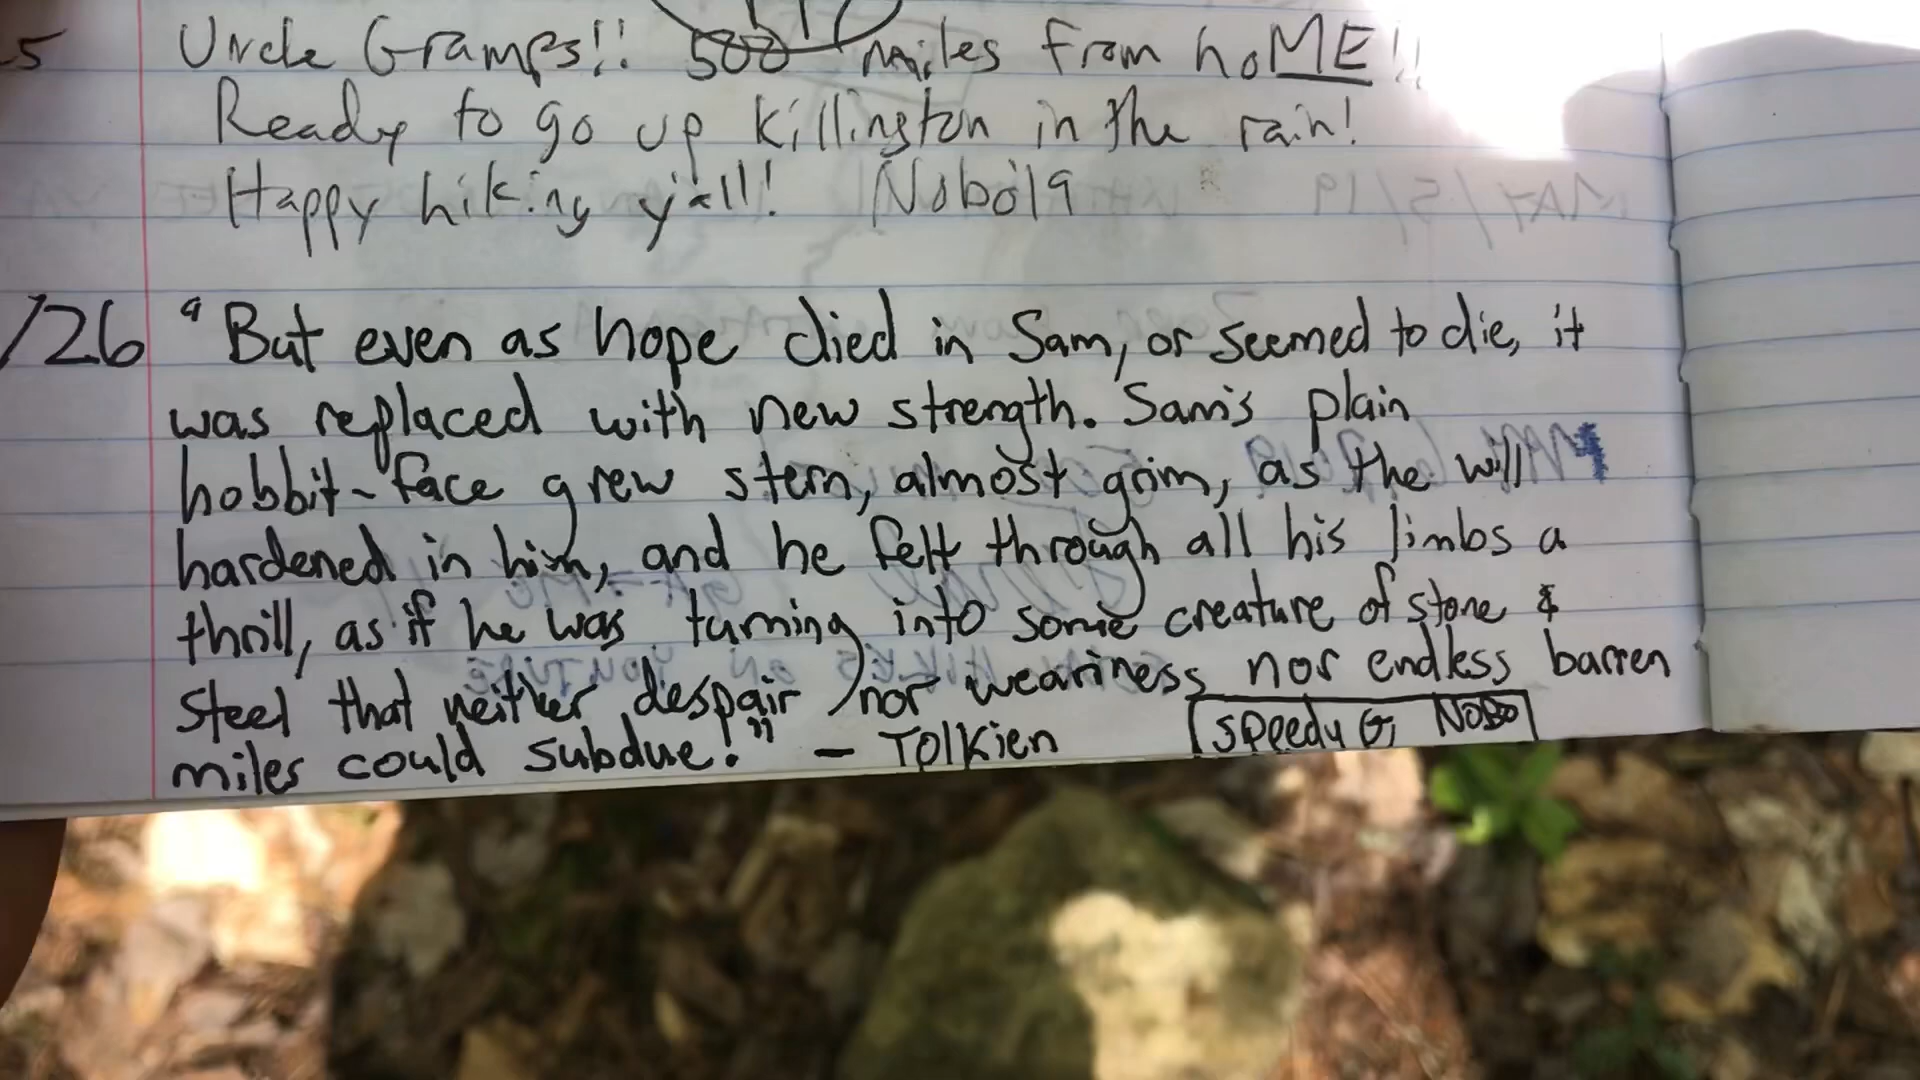 5 Uncle Gramps!! 500 miles from hoME!!
Ready to go up Killington in the rain!
Happy hiking y'all! Nobo19
/26 "But even as hope died in Sam, or seemed to die, it
was replaced with new strength. Sam's plain
hobbit-face grew stern, almost grim, as the will
hardened in him, and he felt through all his limbs a
thrill, as if he was turning into some creature of stone &
steel that neither despair nor weariness nor endless barren
miles could subdue!" - Tolkien
Speedy G, NOBO